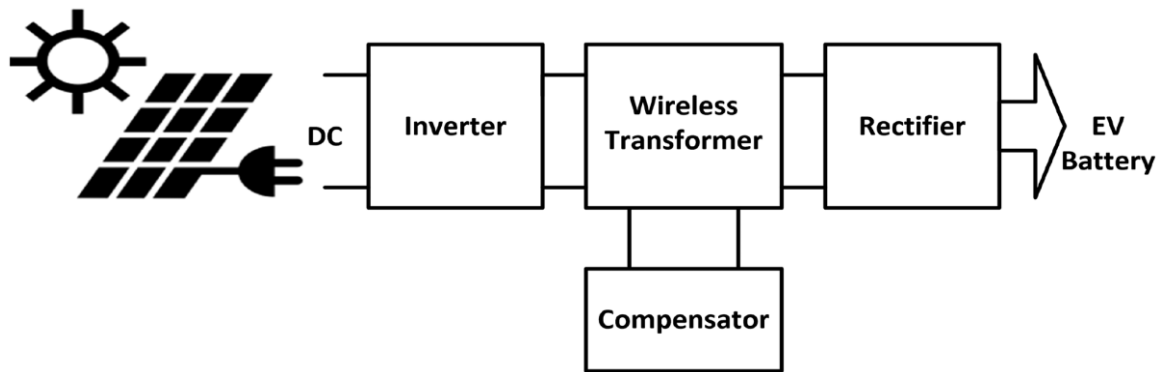 DC
Inverter
Wireless
Transformer
Rectifier
EV
Battery
Compensator